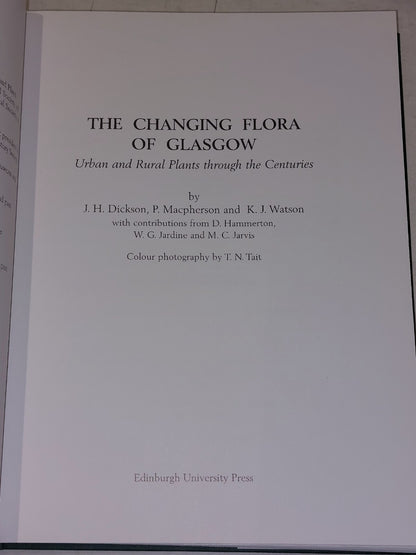 THE CHANGING FLORA
OF GLASGOW
Urban and Rural Plants through the Centuries
by
J. H. Dickson, P. Macpherson and K. J. Watson
with contributions from D. Hammerton,
W. G. Jardine and M. C. Jarvis
Colour photography by T. N. Tait
Edinburgh University Press